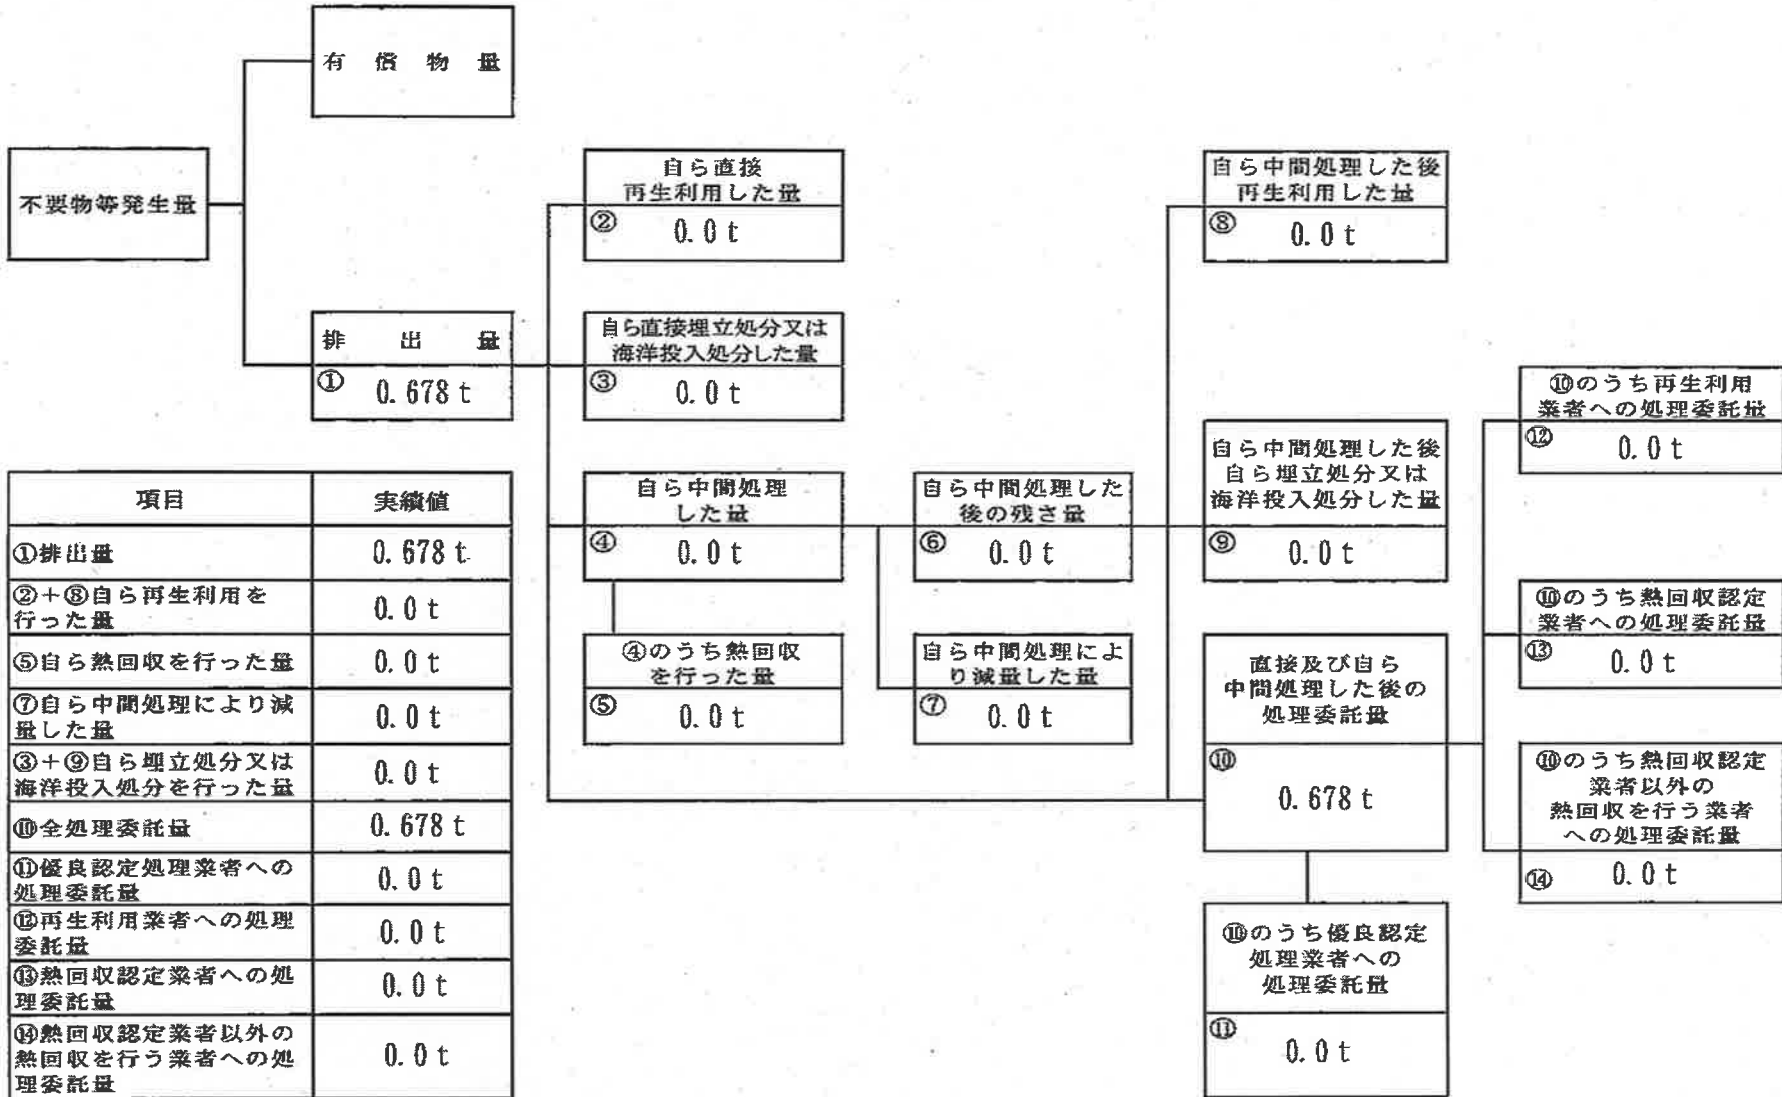 有償物量
不要物等発生量
排出量
① 0.678 t
自ら直接
再生利用した量
② 0.0 t
自ら直接埋立処分又は
海洋投入処分した量
③ 0.0 t
自ら中間処理
した量
④ 0.0 t
④のうち熱回収
を行った量
⑤ 0.0 t
自ら中間処理した
後の残さ量
⑥ 0.0 t
自ら中間処理によ
り減量した量
⑦ 0.0 t
自ら中間処理した後
再生利用した量
⑧ 0.0 t
自ら中間処理した後
自ら埋立処分又は
海洋投入処分した量
⑨ 0.0 t
直接及び自ら
中間処理した後の
処理委託量
⑩ 0.678 t
⑩のうち優良認定
処理業者への
処理委託量
⑪ 0.0 t
⑩のうち再生利用
業者への処理委託量
⑫ 0.0 t
⑩のうち熱回収認定
業者への処理委託量
⑬ 0.0 t
⑩のうち熱回収認定
業者以外の
熱回収を行う業者
への処理委託量
⑭ 0.0 t
項目 実績値
①排出量 0.678 t
②+⑧自ら再生利用を
行った量 0.0 t
⑤自ら熱回収を行った量 0.0 t
⑦自ら中間処理により減
量した量 0.0 t
③+⑨自ら埋立処分又は
海洋投入処分を行った量 0.0 t
⑩全処理委託量 0.678 t
⑪優良認定処理業者への
処理委託量 0.0 t
⑫再生利用業者への処理
委託量 0.0 t
⑬熱回収認定業者への処
理委託量 0.0 t
⑭熱回収認定業者以外の
熱回収を行う業者への処
理委託量 0.0 t